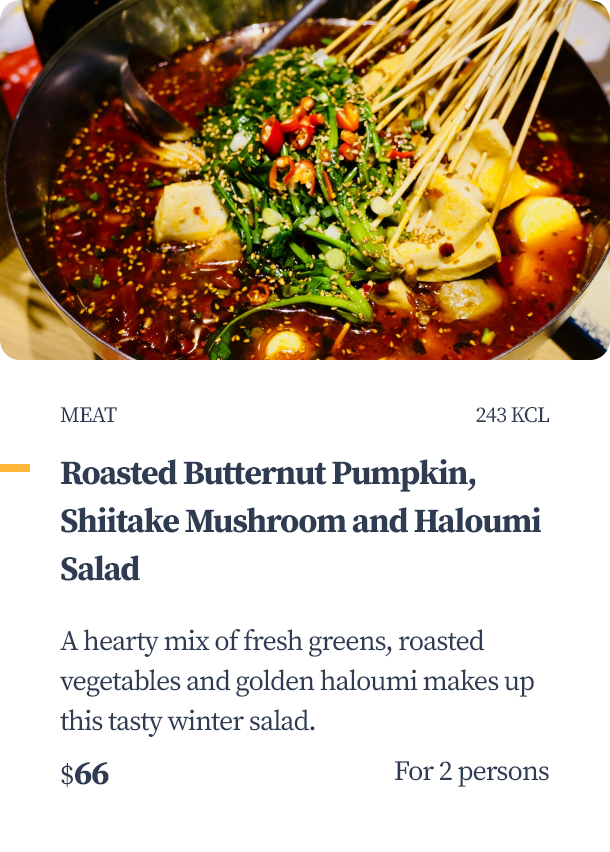 MEAT 243 KCL
Roasted Butternut Pumpkin,
Shiitake Mushroom and Haloumi
Salad
A hearty mix of fresh greens, roasted
vegetables and golden haloumi makes up
this tasty winter salad.
$66 For 2 persons